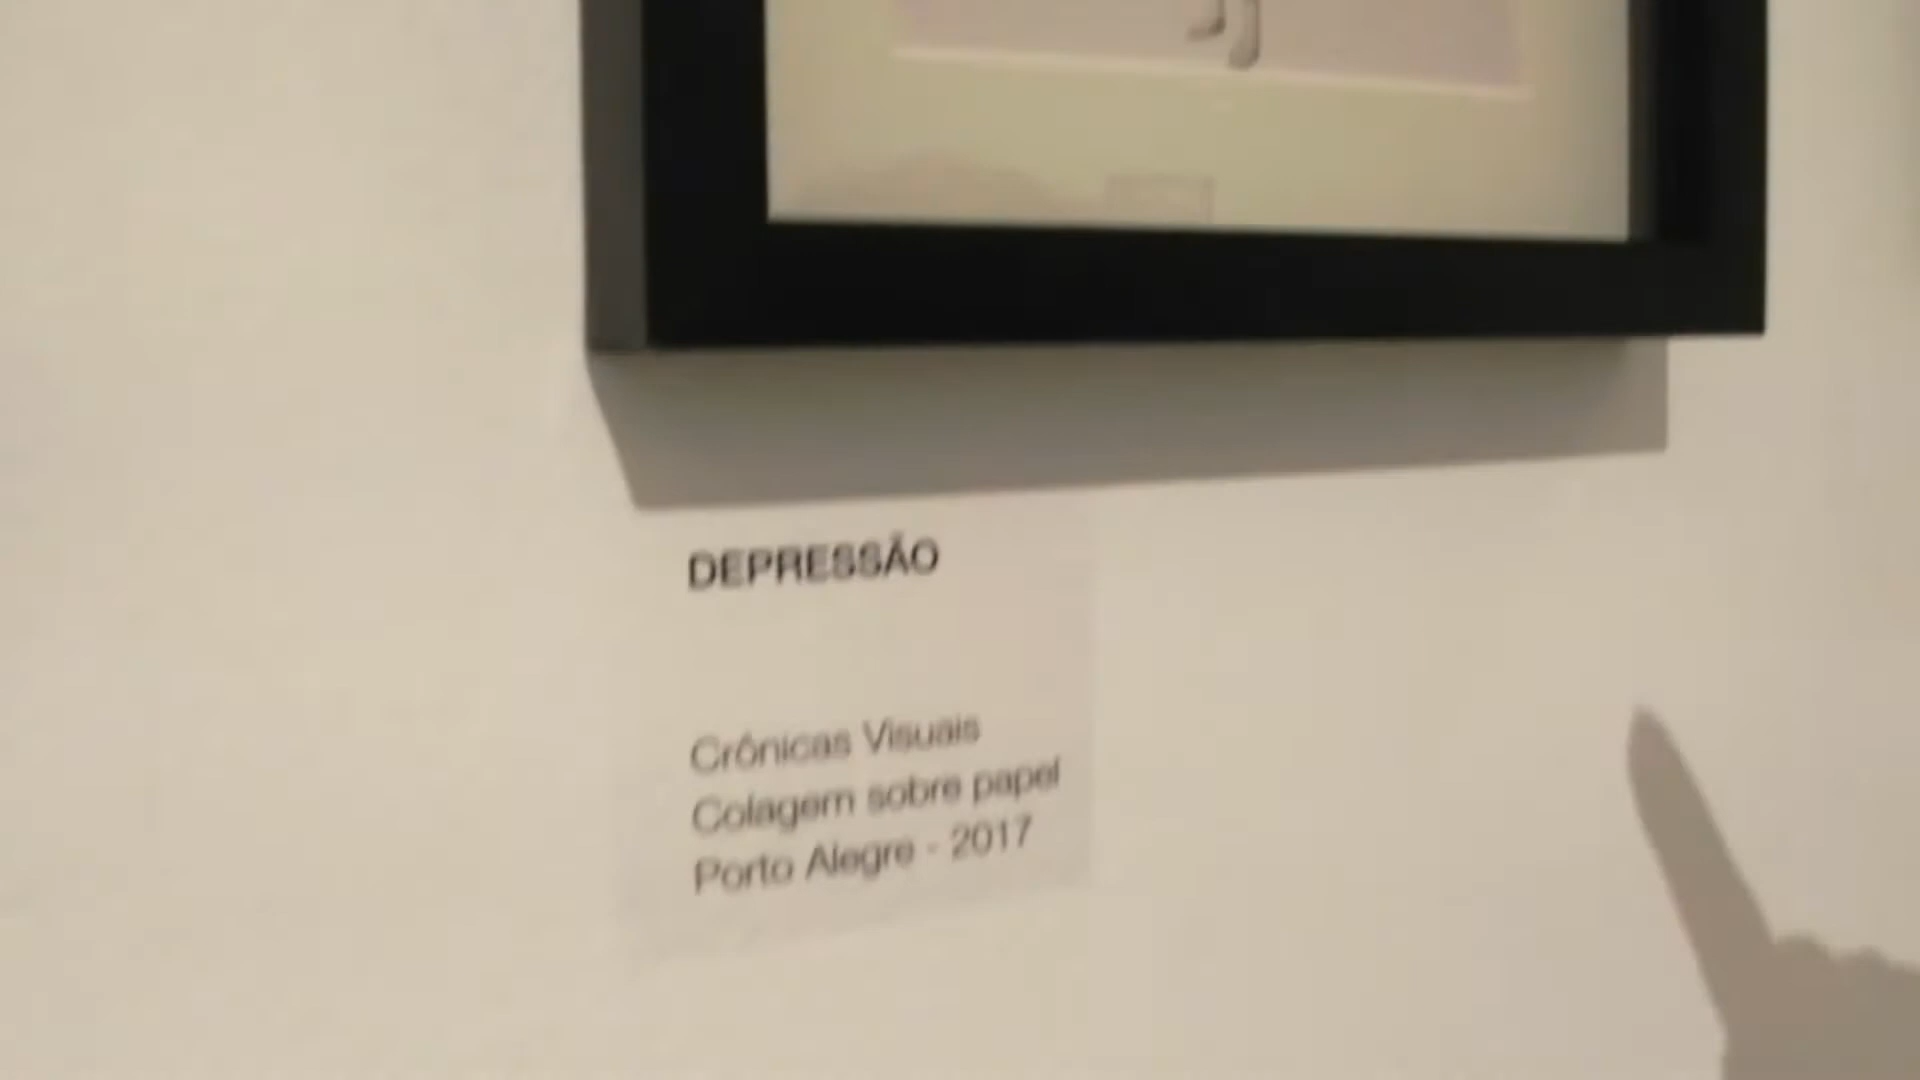 DEPRESSÃO
Crônicas Visuais
Colagem sobre papel
Porto Alegre - 2017